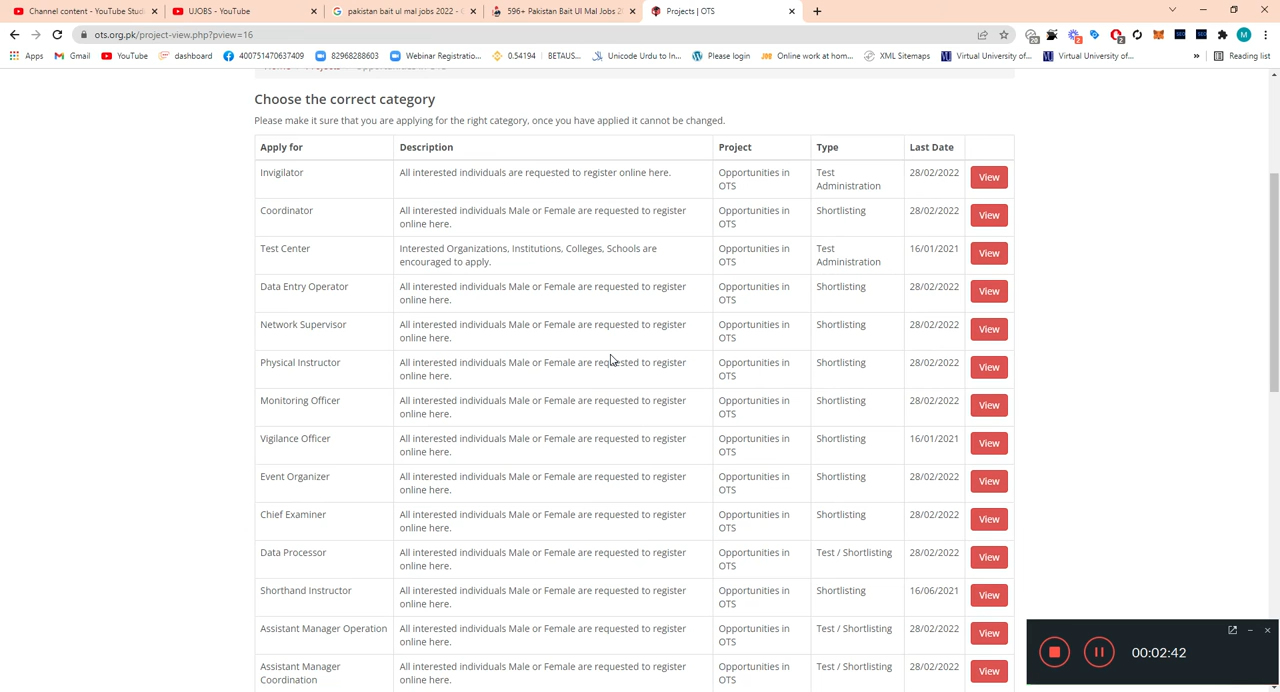 Channel content - YouTube Studi
UJOBS - YouTube
pakistan bait ul mal jobs 2022 -
596+ Pakistan Bait Ul Mal Jobs 2
Projects | OTS
ots.org.pk/project-view.php?pview=16
Apps
Gmail
YouTube
dashboard
400751470637409
82968288603
Webinar Registratio...
0.54194 | BETAUS...
Unicode Urdu to In...
Please login
Online work at hom...
XML Sitemaps
Virtual University of...
Virtual University of...
»
Reading list
Choose the correct category
Please make it sure that you are applying for the right category, once you have applied it cannot be changed.
Apply for Description Project Type Last Date
Invigilator All interested individuals are requested to register online here. Opportunities in Test 28/02/2022 View
OTS Administration
Coordinator All interested individuals Male or Female are requested to register Opportunities in Shortlisting 28/02/2022 View
online here. OTS
Test Center Interested Organizations, Institutions, Colleges, Schools are Opportunities in Test 16/01/2021 View
encouraged to apply. OTS Administration
Data Entry Operator All interested individuals Male or Female are requested to register Opportunities in Shortlisting 28/02/2022 View
online here. OTS
Network Supervisor All interested individuals Male or Female are requested to register Opportunities in Shortlisting 28/02/2022 View
online here. OTS
Physical Instructor All interested individuals Male or Female are requested to register Opportunities in Shortlisting 28/02/2022 View
online here. OTS
Monitoring Officer All interested individuals Male or Female are requested to register Opportunities in Shortlisting 28/02/2022 View
online here. OTS
Vigilance Officer All interested individuals Male or Female are requested to register Opportunities in Shortlisting 16/01/2021 View
online here. OTS
Event Organizer All interested individuals Male or Female are requested to register Opportunities in Shortlisting 28/02/2022 View
online here. OTS
Chief Examiner All interested individuals Male or Female are requested to register Opportunities in Shortlisting 28/02/2022 View
online here. OTS
Data Processor All interested individuals Male or Female are requested to register Opportunities in Test / Shortlisting 28/02/2022 View
online here. OTS
Shorthand Instructor All interested individuals Male or Female are requested to register Opportunities in Shortlisting 16/06/2021 View
online here. OTS
Assistant Manager Operation All interested individuals Male or Female are requested to register Opportunities in Test / Shortlisting 28/02/2022 View
online here. OTS
Assistant Manager All interested individuals Male or Female are requested to register Opportunities in Test / Shortlisting 28/02/2022 View
Coordination online here. OTS
00:02:42